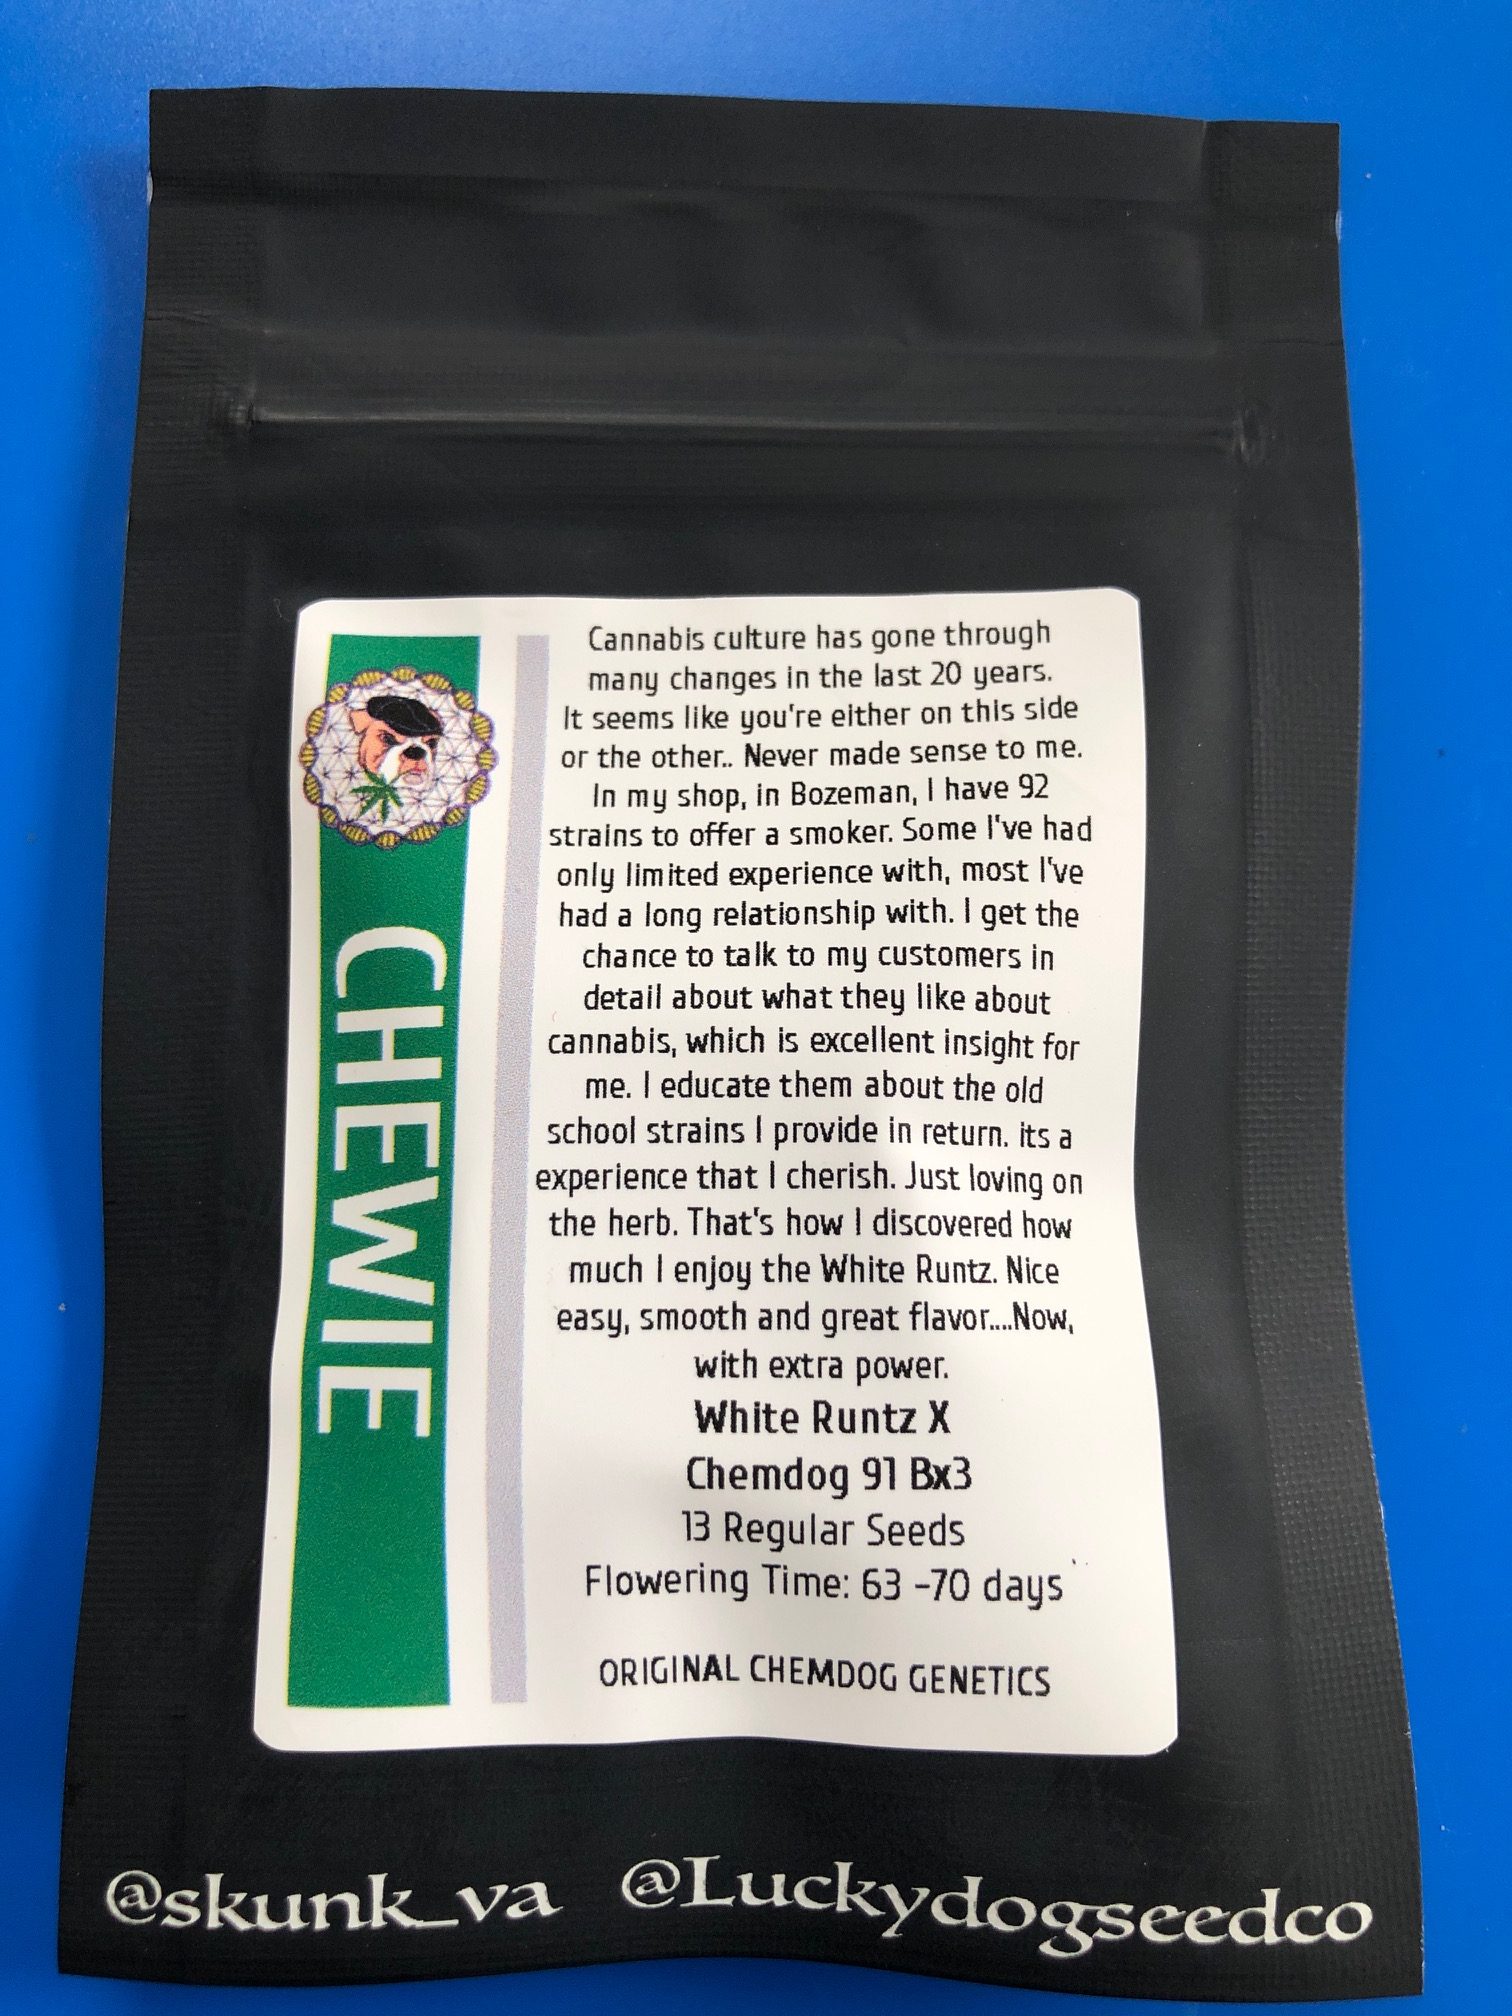 CHEWIE
Cannabis culture has gone through
many changes in the last 20 years.
It seems like you're either on this side
or the other.. Never made sense to me.
In my shop, in Bozeman, I have 92
strains to offer a smoker. Some I've had
only limited experience with, most I've
had a long relationship with. I get the
chance to talk to my customers in
detail about what they like about
cannabis, which is excellent insight for
me. I educate them about the old
school strains I provide in return. its a
experience that I cherish. Just loving on
the herb. That's how I discovered how
much I enjoy the White Runtz. Nice
easy, smooth and great flavor....Now,
with extra power.
White Runtz X
Chemdog 91 Bx3
13 Regular Seeds
Flowering Time: 63 -70 days
ORIGINAL CHEMDOG GENETICS
@skunk_va @Luckydogseedco